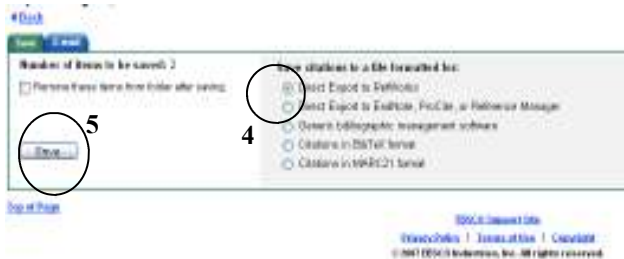 Back
Save E-mail
Number of items to be saved: 2
Remove these items from folder after saving.
5
Save
Save citations to a file formatted for:
4
Direct Export to RefWorks
Direct Export to EndNote, ProCite, or Reference Manager
Generic bibliographic management software
Citations in BibTeX format
Citations in MARC21 format
Top of Page
EBSCO Support Site
Privacy Policy | Terms of Use | Copyright
© 2007 EBSCO Industries, Inc. All rights reserved.